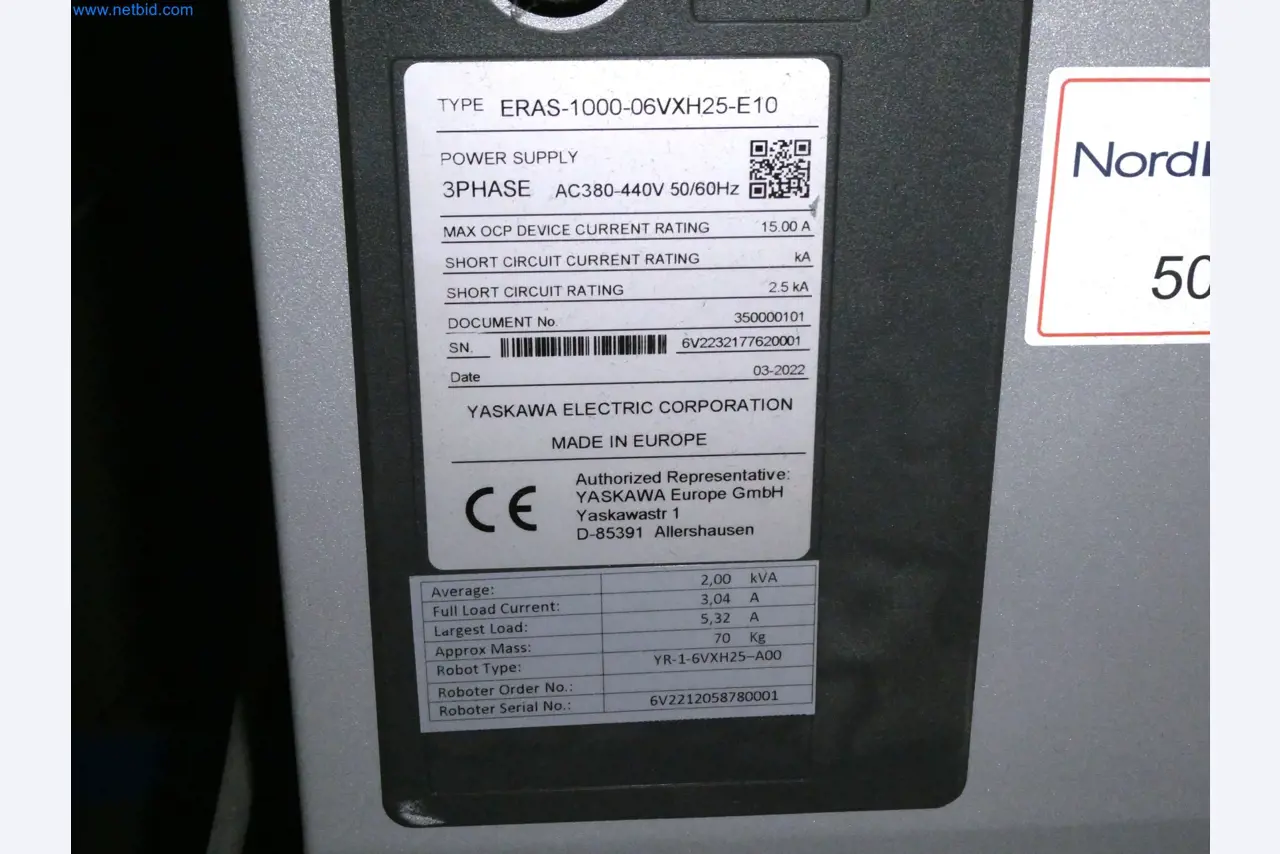 www.netbid.com
TYPE ERAS-1000-06VXH25-E10
POWER SUPPLY
3PHASE AC380-440V 50/60Hz
MAX OCP DEVICE CURRENT RATING 15.00 A
SHORT CIRCUIT CURRENT RATING kA
SHORT CIRCUIT RATING 2.5 kA
DOCUMENT No. 350000101
SN. 6V2232177620001
Date 03-2022
YASKAWA ELECTRIC CORPORATION
MADE IN EUROPE
CE
Authorized Representative:
YASKAWA Europe GmbH
Yaskawastr 1
D-85391 Allershausen
Average: 2,00 kVA
Full Load Current: 3,04 A
Largest Load: 5,32 A
Approx Mass: 70 Kg
Robot Type: YR-1-6VXH25-A00
Roboter Order No.:
Roboter Serial No.: 6V2212058780001
Nord
50